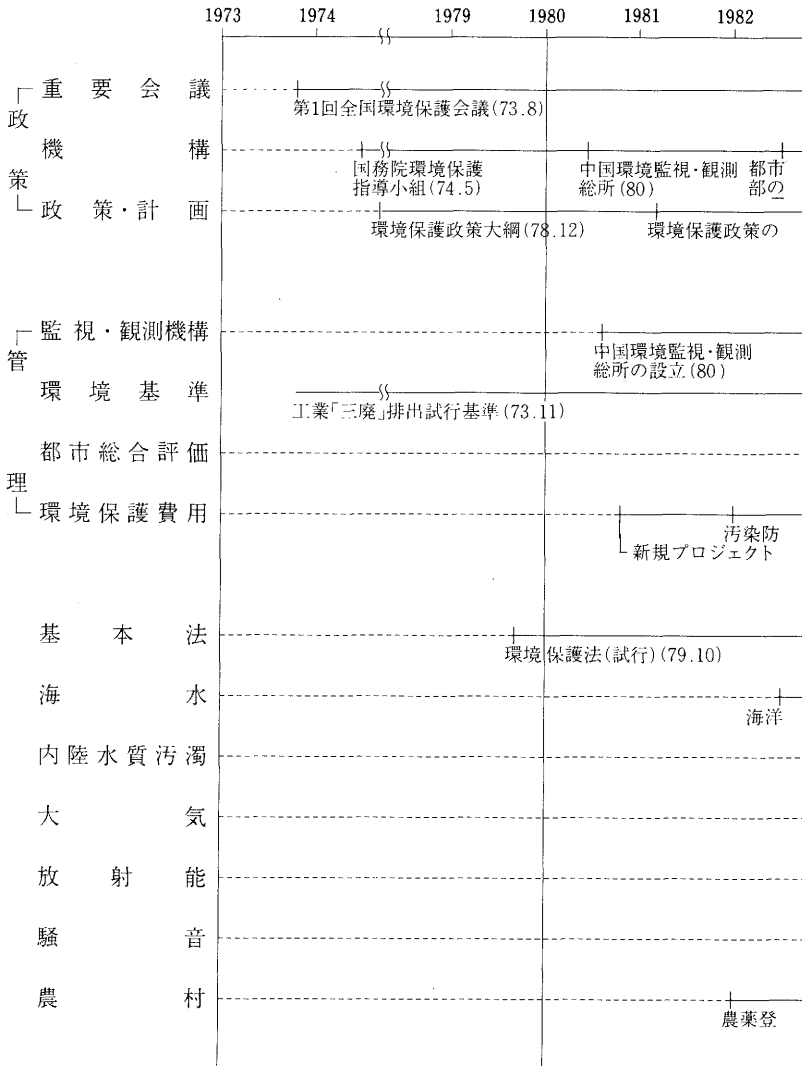 1973 1974 1979 1980 1981 1982
政策
重要会議
第1回全国環境保護会議(73.8)
機構
国務院環境保護
指導小組(74.5)
中国環境監視・観測
総所(80)
都市
部の
政策・計画
環境保護政策大綱(78.12)
環境保護政策の
管理
監視・観測機構
中国環境監視・観測
総所の設立(80)
環境基準
工業「三廃」排出試行基準(73.11)
都市総合評価
環境保護費用
汚染防
新規プロジェクト
基本法
環境保護法(試行)(79.10)
海水
海洋
内陸水質汚濁
大気
放射能
騒音
農村
農薬登